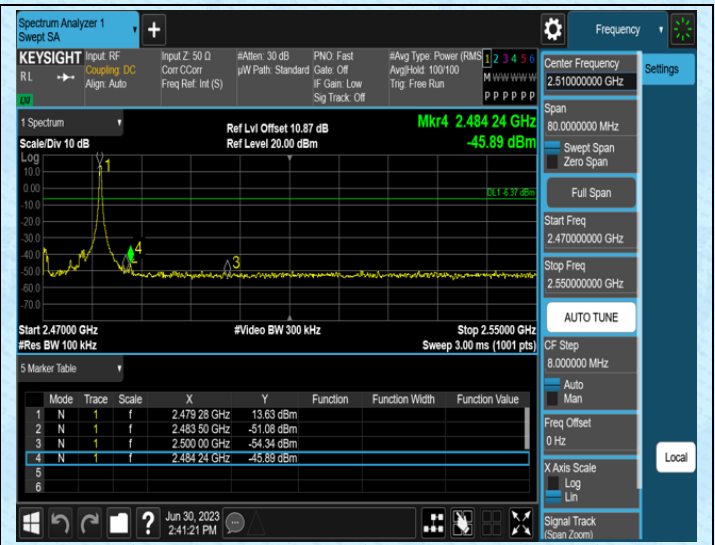 Spectrum Analyzer 1
Swept SA
+
Frequency
KEYSIGHT
RL
Input: RF
Coupling: DC
Align: Auto
Input Z: 50 Ω
Corr CCorr
Freq Ref: Int (S)
#Atten: 30 dB
µW Path: Standard
PNO: Fast
Gate: Off
IF Gain: Low
Sig Track: Off
#Avg Type: Power (RMS
Avg|Hold: 100/100
Trig: Free Run
1 2 3 4 5 6
M W W W W W
P P P P P P
1 Spectrum
Scale/Div 10 dB
Ref Lvl Offset 10.87 dB
Ref Level 20.00 dBm
Mkr4 2.484 24 GHz
-45.89 dBm
Log
10.0
0.00
-10.0
-20.0
-30.0
-40.0
-50.0
-60.0
-70.0
1
DL1 -6.37 dBm
4
3
Start 2.47000 GHz
#Res BW 100 kHz
#Video BW 300 kHz
Stop 2.55000 GHz
Sweep 3.00 ms (1001 pts)
5 Marker Table
Mode Trace Scale X Y Function Function Width Function Value
1 N 1 f 2.479 28 GHz 13.63 dBm
2 N 1 f 2.483 50 GHz -51.08 dBm
3 N 1 f 2.500 00 GHz -54.34 dBm
4 N 1 f 2.484 24 GHz -45.89 dBm
5
6
Center Frequency
2.510000000 GHz
Settings
Span
80.0000000 MHz
Swept Span
Zero Span
Full Span
Start Freq
2.470000000 GHz
Stop Freq
2.550000000 GHz
AUTO TUNE
CF Step
8.000000 MHz
Auto
Man
Freq Offset
0 Hz
X Axis Scale
Log
Lin
Local
Signal Track
(Span Zoom)
?
Jun 30, 2023
2:41:21 PM